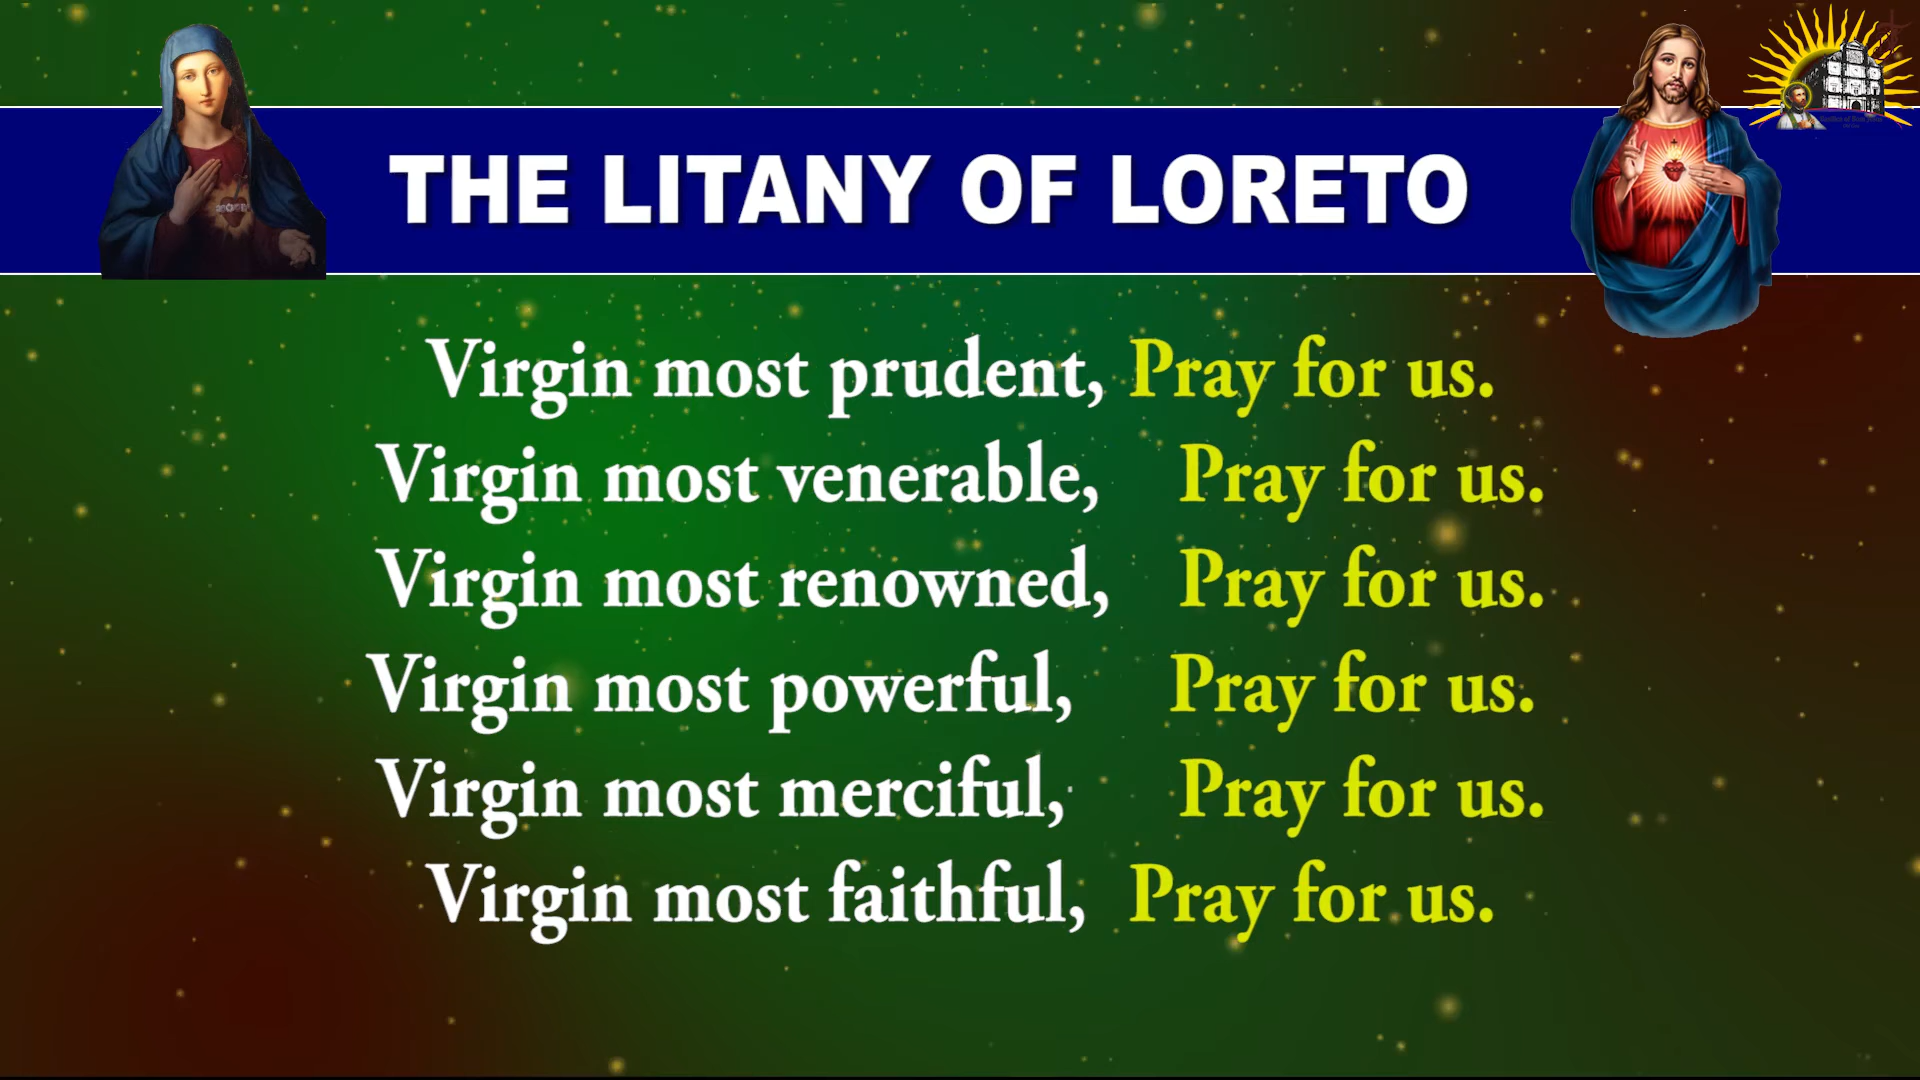 THE LITANY OF LORETO
Virgin most prudent, Pray for us.
Virgin most venerable, Pray for us.
Virgin most renowned, Pray for us.
Virgin most powerful, Pray for us.
Virgin most merciful, Pray for us.
Virgin most faithful, Pray for us.